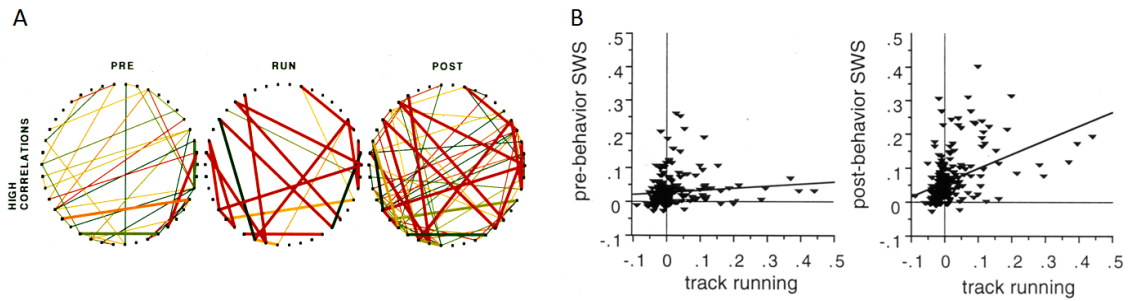 A
B
PRE
RUN
POST
HIGH
CORRELATIONS
pre-behavior SWS
.5
.4
.3
.2
.1
0
-.1
-.1
0
.1
.2
.3
.4
.5
track running
post-behavior SWS
.5
.4
.3
.2
.1
0
-.1
-.1
0
.1
.2
.3
.4
.5
track running